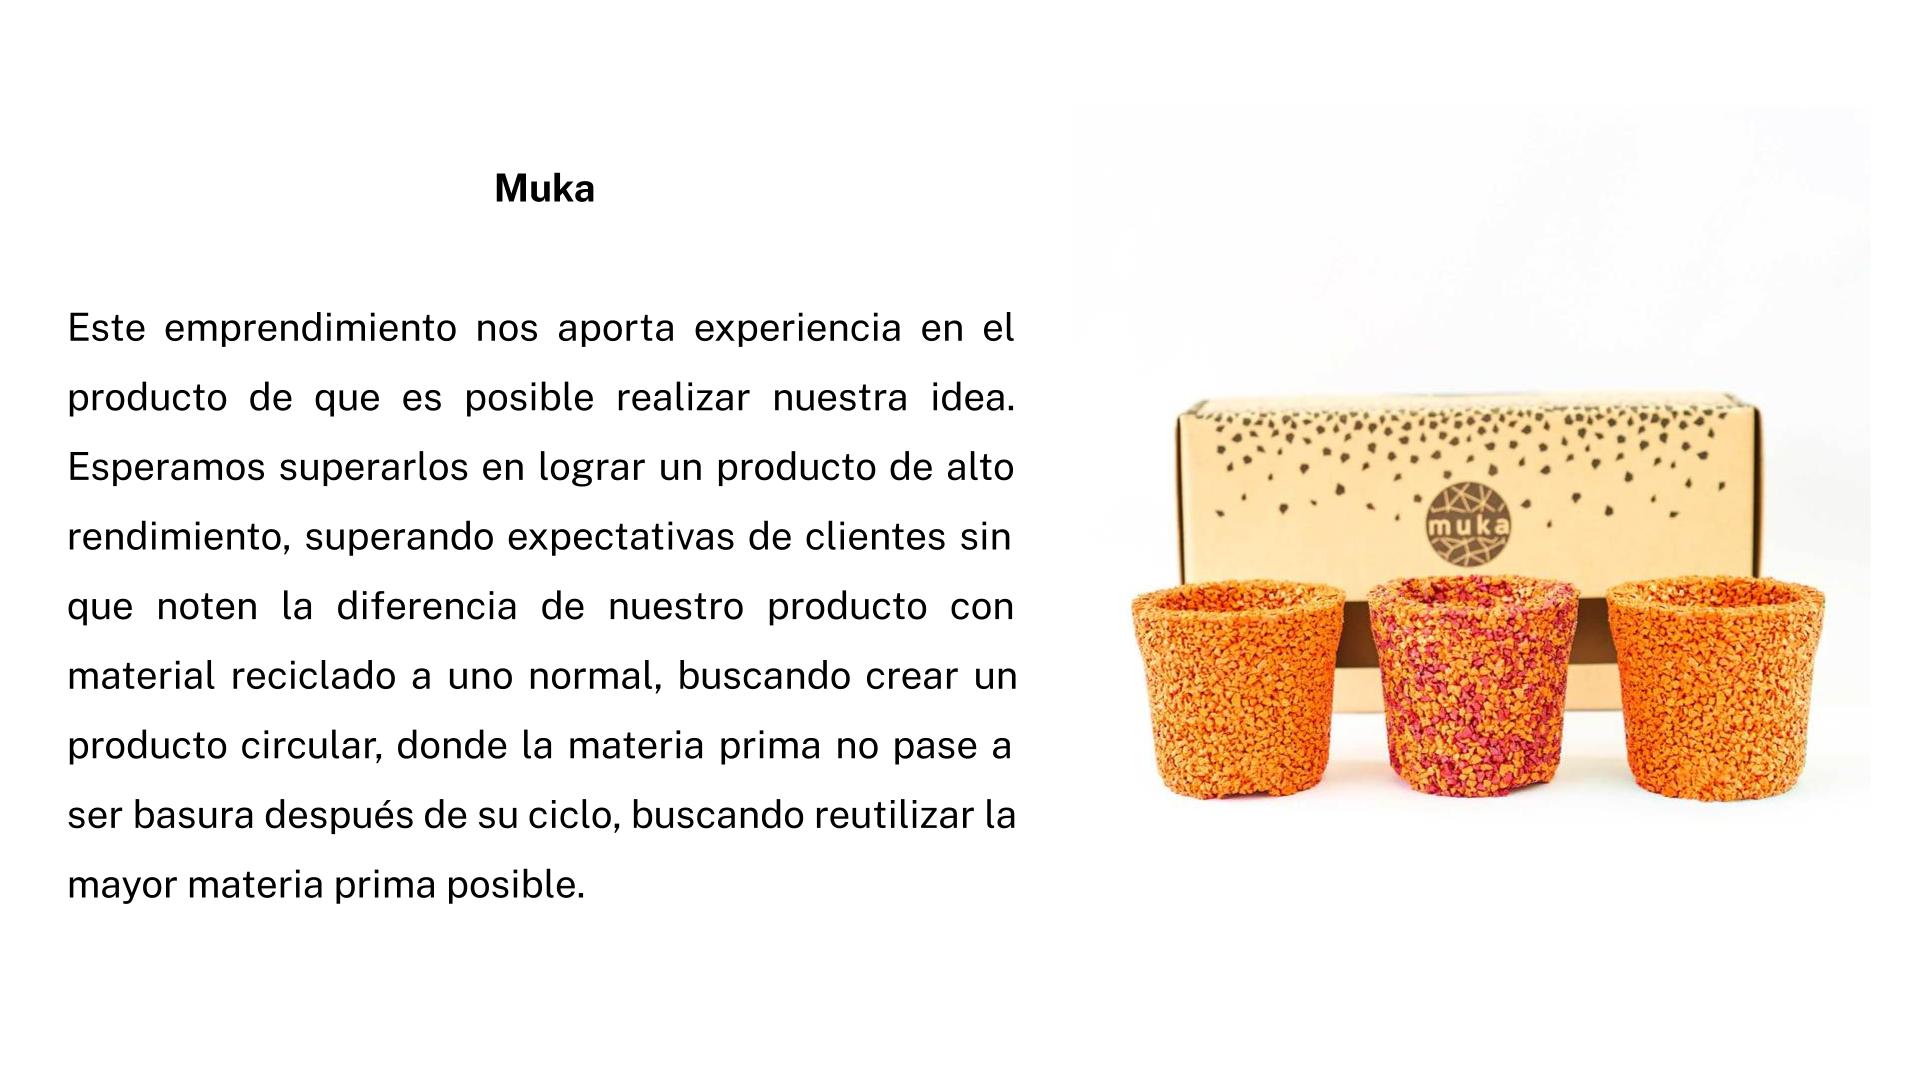 Muka
Este emprendimiento nos aporta experiencia en el
producto de que es posible realizar nuestra idea.
Esperamos superarlos en lograr un producto de alto
rendimiento, superando expectativas de clientes sin
que noten la diferencia de nuestro producto con
material reciclado a uno normal, buscando crear un
producto circular, donde la materia prima no pase a
ser basura después de su ciclo, buscando reutilizar la
mayor materia prima posible.
muka